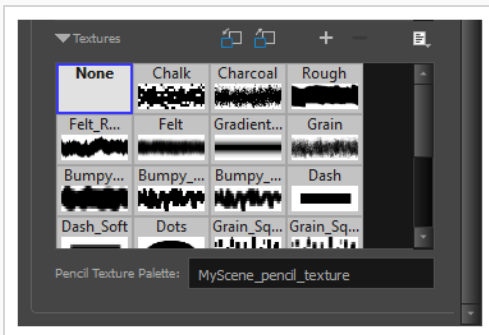 Textures
None Chalk Charcoal Rough
Felt_R... Felt Gradient... Grain
Bumpy... Bumpy_... Bumpy_... Dash
Dash_Soft Dots Grain_Sq... Grain_Sq...
Pencil Texture Palette: MyScene_pencil_texture